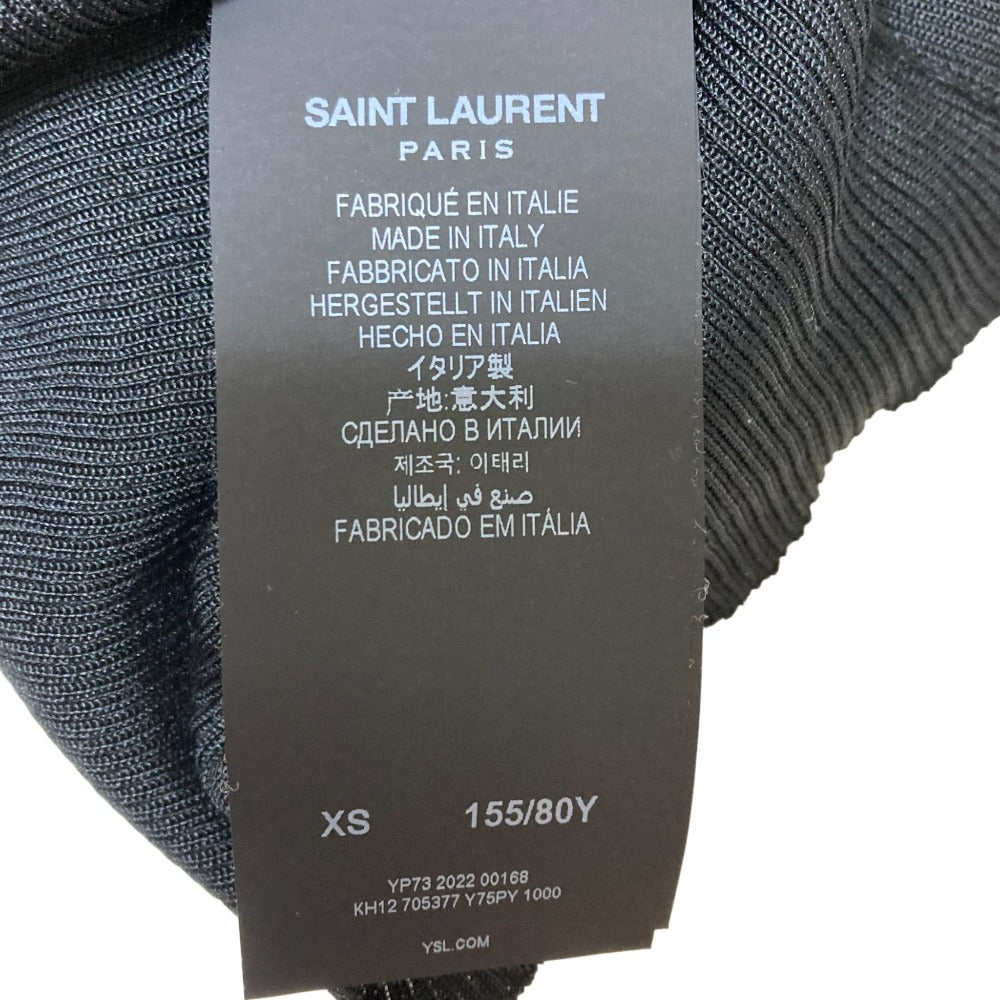 SAINT LAURENT
PARIS
FABRIQUÉ EN ITALIE
MADE IN ITALY
FABBRICATO IN ITALIA
HERGESTELLT IN ITALIEN
HECHO EN ITALIA
イタリア製
产地:意大利
СДЕЛАНО В ИТАЛИИ
제조국: 이태리
صنع في إيطاليا
FABRICADO EM ITÁLIA
XS 155/80Y
YP73 2022 00168
KH12 705377 Y75PY 1000
YSL.COM